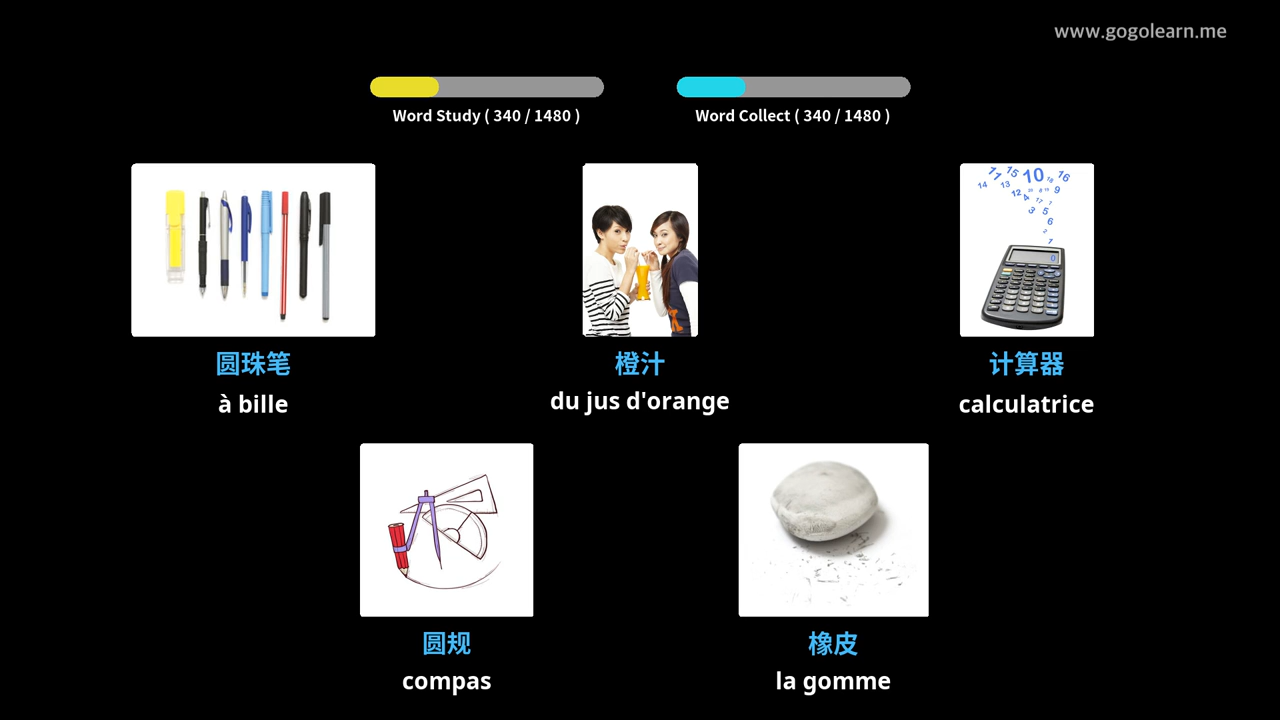 www.gogolearn.me
Word Study ( 340 / 1480 )
Word Collect ( 340 / 1480 )
圆珠笔
à bille
橙汁
du jus d'orange
计算器
calculatrice
圆规
compas
橡皮
la gomme